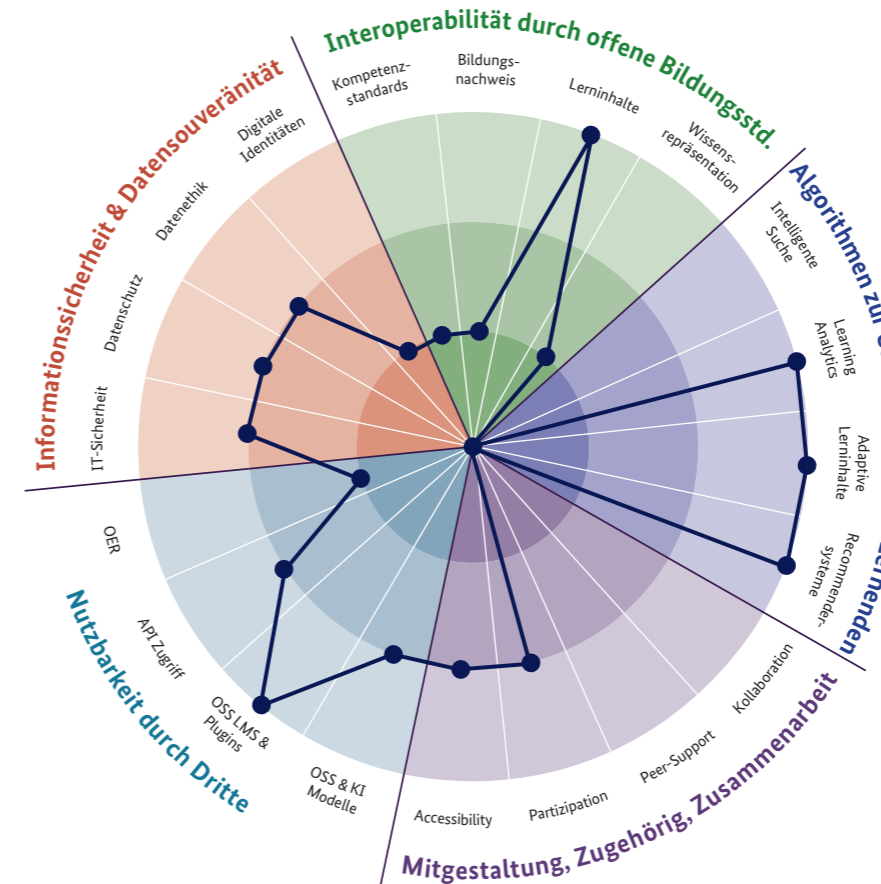 Interoperabilität durch offene Bildungsstd.
Kompetenz-
standards
Bildungs-
nachweis
Lerninhalte
Wissens-
repräsentation
Algorithmen zur
Intelligente
Suche
Learning
Analytics
Adaptive
Lerninhalte
Recommender-
systeme
Mitgestaltung, Zugehörig, Zusammenarbeit
Kollaboration
Peer-Support
Partizipation
Accessibility
Nutzbarkeit durch Dritte
OSS & KI
Modelle
OSS LMS &
Plugins
API Zugriff
OER
Informationssicherheit & Datensouveränität
IT-Sicherheit
Datenschutz
Datenethik
Digitale
Identitäten